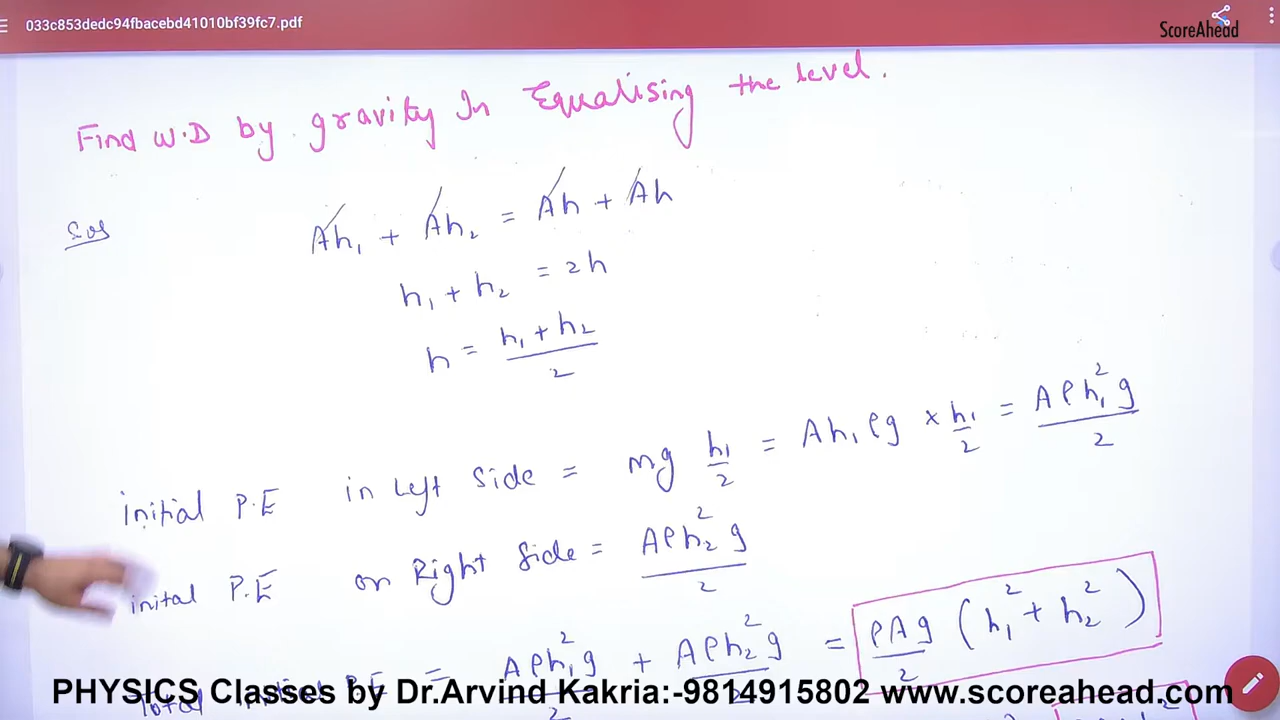 033c853dedc94fbacebd41010bf39fc7.pdf
ScoreAhead
Find W.D by gravity In Equalising the level.
Sol
Ah₁ + Ah₂ = Ah + Ah
h₁ + h₂ = 2h
h = (h₁ + h₂)/2
initial P.E in Left Side = mg h₁/2 = Ah₁ρg × h₁/2 = Aρh₁²g/2
inital P.E on Right Side = Aρh₂²g/2
Total initial P.E = Aρh₁²g/2 + Aρh₂²g/2 = ρAg/2 (h₁² + h₂²)
PHYSICS Classes by Dr.Arvind Kakria:-9814915802 www.scoreahead.com